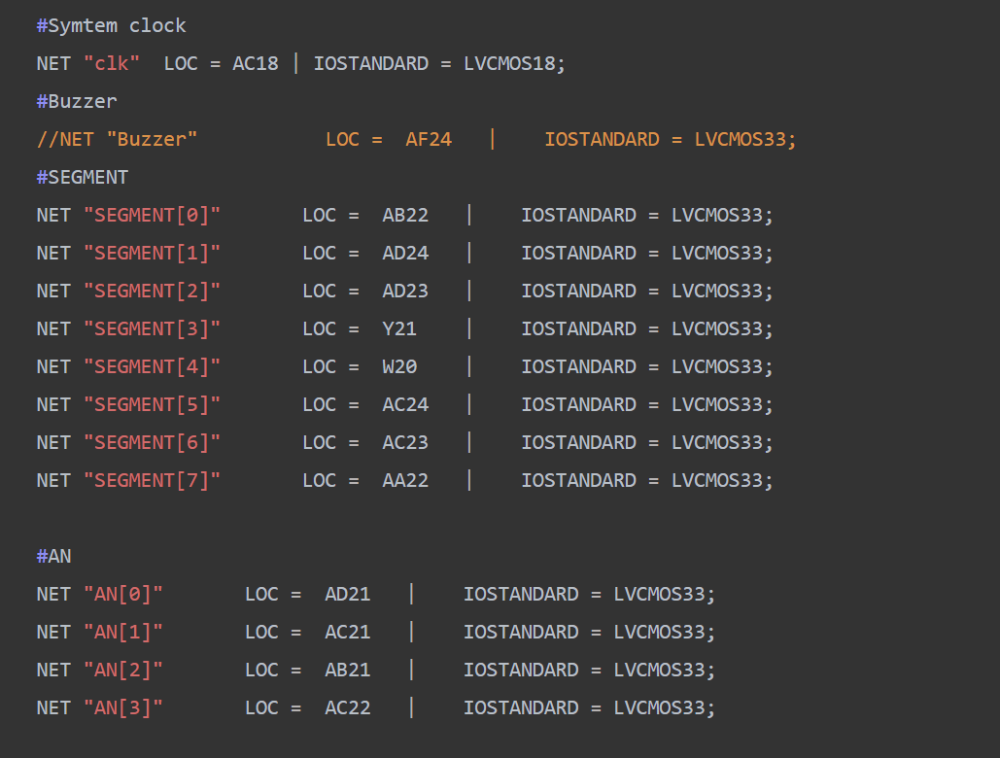 #Symtem clock
NET "clk"  LOC = AC18 | IOSTANDARD = LVCMOS18;
#Buzzer
//NET "Buzzer"           LOC =  AF24   |    IOSTANDARD = LVCMOS33;
#SEGMENT
NET "SEGMENT[0]"       LOC =  AB22   |    IOSTANDARD = LVCMOS33;
NET "SEGMENT[1]"       LOC =  AD24   |    IOSTANDARD = LVCMOS33;
NET "SEGMENT[2]"       LOC =  AD23   |    IOSTANDARD = LVCMOS33;
NET "SEGMENT[3]"       LOC =  Y21    |    IOSTANDARD = LVCMOS33;
NET "SEGMENT[4]"       LOC =  W20    |    IOSTANDARD = LVCMOS33;
NET "SEGMENT[5]"       LOC =  AC24   |    IOSTANDARD = LVCMOS33;
NET "SEGMENT[6]"       LOC =  AC23   |    IOSTANDARD = LVCMOS33;
NET "SEGMENT[7]"       LOC =  AA22   |    IOSTANDARD = LVCMOS33;
#AN
NET "AN[0]"       LOC =  AD21   |    IOSTANDARD = LVCMOS33;
NET "AN[1]"       LOC =  AC21   |    IOSTANDARD = LVCMOS33;
NET "AN[2]"       LOC =  AB21   |    IOSTANDARD = LVCMOS33;
NET "AN[3]"       LOC =  AC22   |    IOSTANDARD = LVCMOS33;